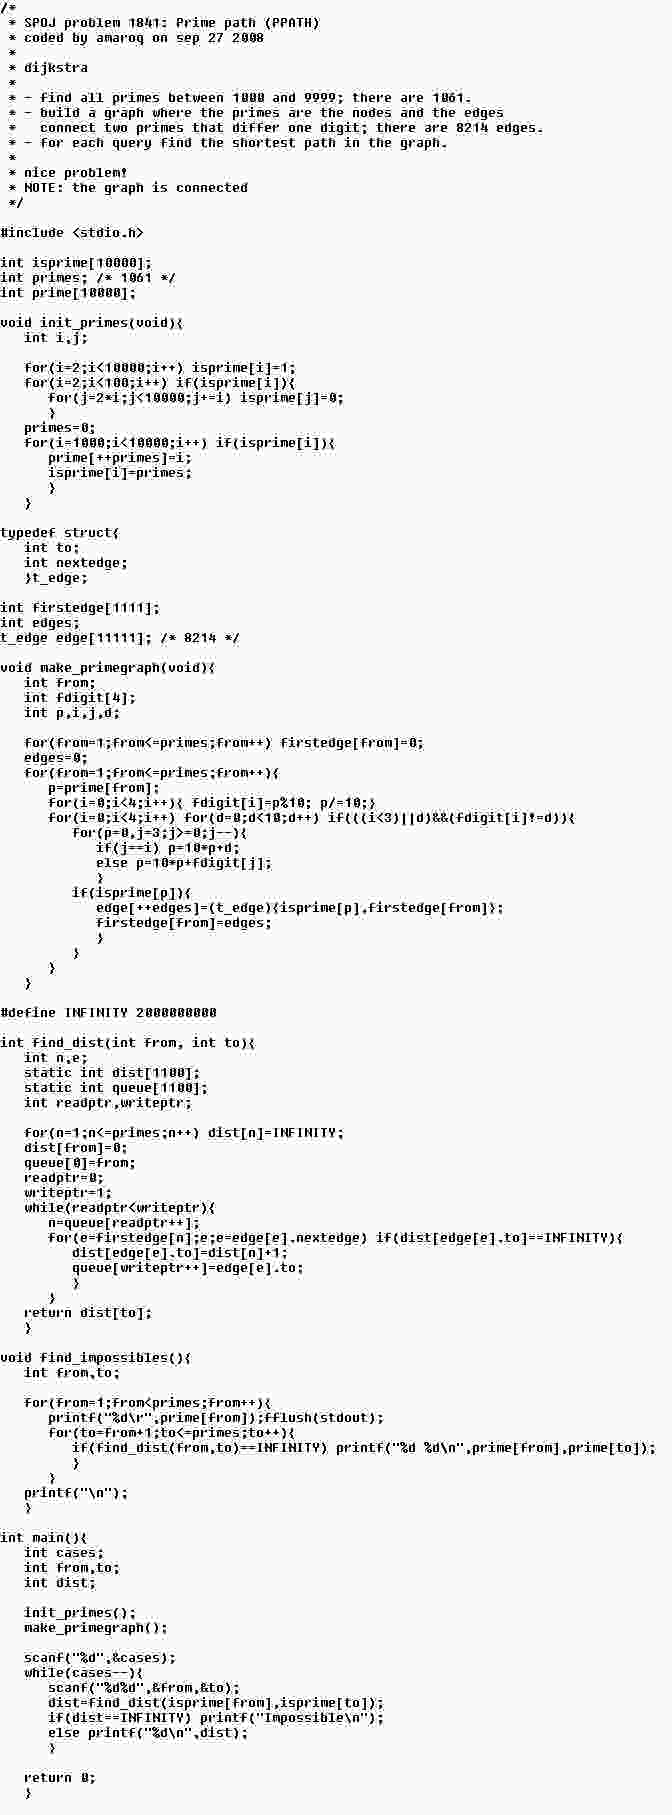 /*
 * SPOJ problem 1841: Prime path (PPATH)
 * coded by amaroq on sep 27 2008
 *
 * dijkstra
 *
 * - find all primes between 1000 and 9999; there are 1061.
 * - build a graph where the primes are the nodes and the edges
 *   connect two primes that differ one digit; there are 8214 edges.
 * - for each query find the shortest path in the graph.
 *
 * nice problem!
 * NOTE: the graph is connected
 */

#include <stdio.h>

int isprime[10000];
int primes; /* 1061 */
int prime[10000];

void init_primes(void){
   int i,j;

   for(i=2;i<10000;i++) isprime[i]=1;
   for(i=2;i<100;i++) if(isprime[i]){
      for(j=2*i;j<10000;j+=i) isprime[j]=0;
      }
   primes=0;
   for(i=1000;i<10000;i++) if(isprime[i]){
      prime[++primes]=i;
      isprime[i]=primes;
      }
   }

typedef struct{
   int to;
   int nextedge;
   }t_edge;

int firstedge[1111];
int edges;
t_edge edge[11111]; /* 8214 */

void make_primegraph(void){
   int from;
   int fdigit[4];
   int p,i,j,d;

   for(from=1;from<=primes;from++) firstedge[from]=0;
   edges=0;
   for(from=1;from<=primes;from++){
      p=prime[from];
      for(i=0;i<4;i++){ fdigit[i]=p%10; p/=10;}
      for(i=0;i<4;i++) for(d=0;d<10;d++) if(((i<3)||d)&&(fdigit[i]!=d)){
         for(p=0,j=3;j>=0;j--){
            if(j==i) p=10*p+d;
            else p=10*p+fdigit[j];
            }
         if(isprime[p]){
            edge[++edges]=(t_edge){isprime[p],firstedge[from]};
            firstedge[from]=edges;
            }
         }
      }
   }

#define INFINITY 2000000000

int find_dist(int from, int to){
   int n,e;
   static int dist[1100];
   static int queue[1100];
   int readptr,writeptr;

   for(n=1;n<=primes;n++) dist[n]=INFINITY;
   dist[from]=0;
   queue[0]=from;
   readptr=0;
   writeptr=1;
   while(readptr<writeptr){
      n=queue[readptr++];
      for(e=firstedge[n];e;e=edge[e].nextedge) if(dist[edge[e].to]==INFINITY){
         dist[edge[e].to]=dist[n]+1;
         queue[writeptr++]=edge[e].to;
         }
      }
   return dist[to];
   }

void find_impossibles(){
   int from,to;

   for(from=1;from<primes;from++){
      printf("%d\r",prime[from]);fflush(stdout);
      for(to=from+1;to<=primes;to++){
         if(find_dist(from,to)==INFINITY) printf("%d %d\n",prime[from],prime[to]);
         }
      }
   printf("\n");
   }

int main(){
   int cases;
   int from,to;
   int dist;

   init_primes();
   make_primegraph();

   scanf("%d",&cases);
   while(cases--){
      scanf("%d%d",&from,&to);
      dist=find_dist(isprime[from],isprime[to]);
      if(dist==INFINITY) printf("Impossible\n");
      else printf("%d\n",dist);
      }

   return 0;
   }